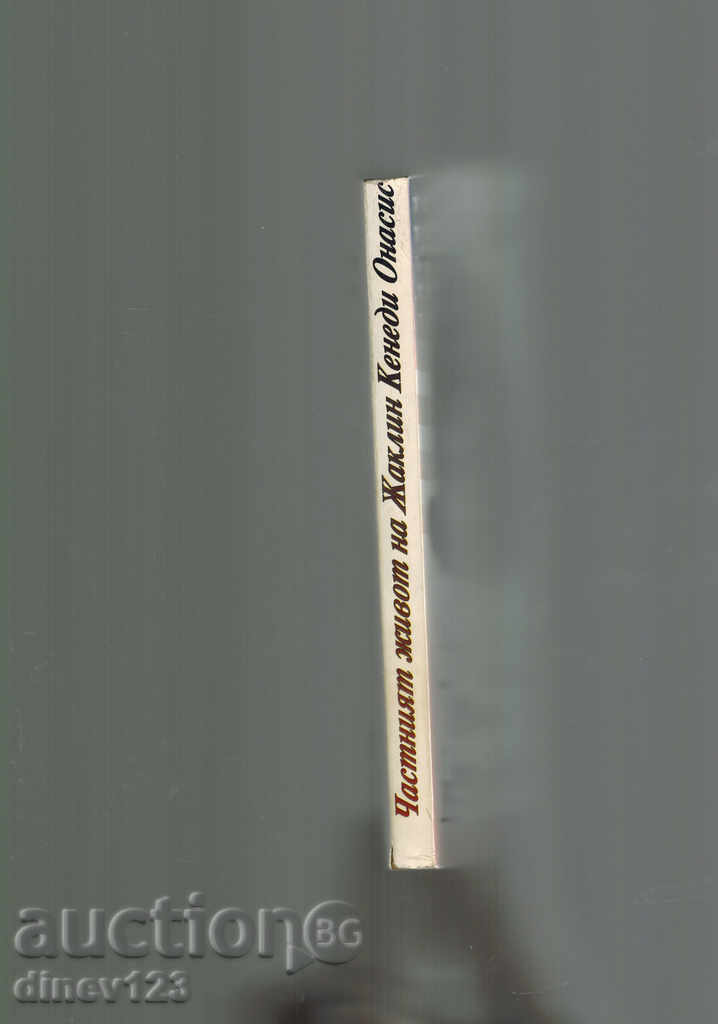 Частният живот на Жаклин Кенеди Онасис
auction BG
dinev123